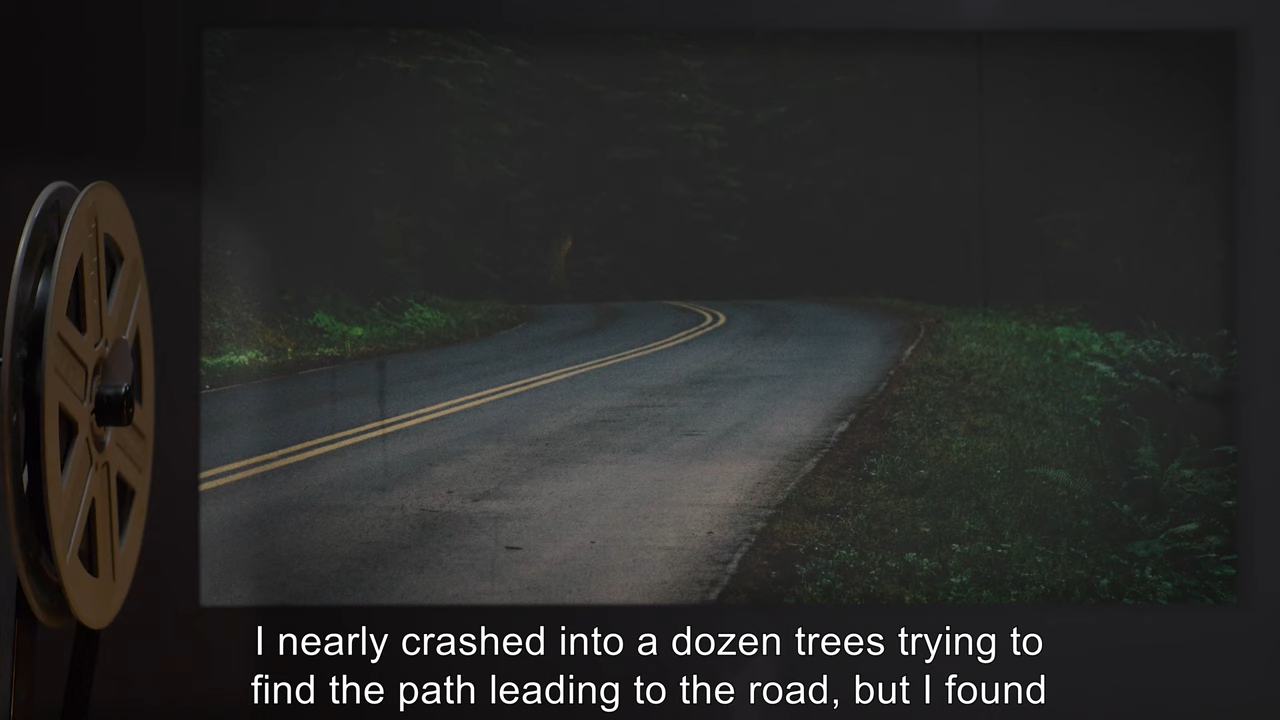 I nearly crashed into a dozen trees trying to
find the path leading to the road, but I found